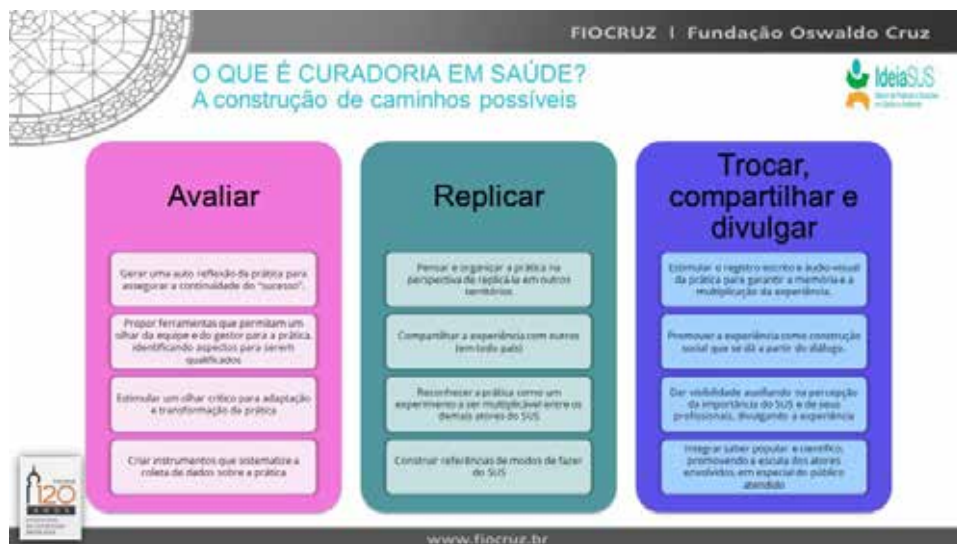 FIOCRUZ | Fundação Oswaldo Cruz
O QUE É CURADORIA EM SAÚDE?
A construção de caminhos possíveis
IdeiaSUS
Avaliar
Gerar uma auto reflexão da prática para
assegurar a continuidade do "sucesso".
Propor ferramentas que permitam um
olhar da equipe e do gestor para a prática,
identificando aspectos para serem
qualificados
Estimular um olhar crítico para adaptação
e transformação da prática
Criar instrumentos que sistematize a
coleta de dados sobre a prática
Replicar
Pensar e organizar a prática na
perspectiva de replicá-la em outros
territórios.
Compartilhar a experiência com outros
(em todo país)
Reconhecer a prática como um
experimento a ser multiplicável entre os
demais atores do SUS
Construir referências de modos de fazer
do SUS
Trocar,
compartilhar e
divulgar
Estimular o registro escrito e áudio-visual
da prática para garantir a memória e a
multiplicação da experiência.
Promover a experiência como construção
social que se dá a partir do diálogo.
Dar visibilidade auxiliando na percepção
da importância do SUS e de seus
profissionais, divulgando a experiência
Integrar saber popular e científico,
promovendo a escuta dos atores
envolvidos, em especial do público
atendido
120
ANOS
www.fiocruz.br